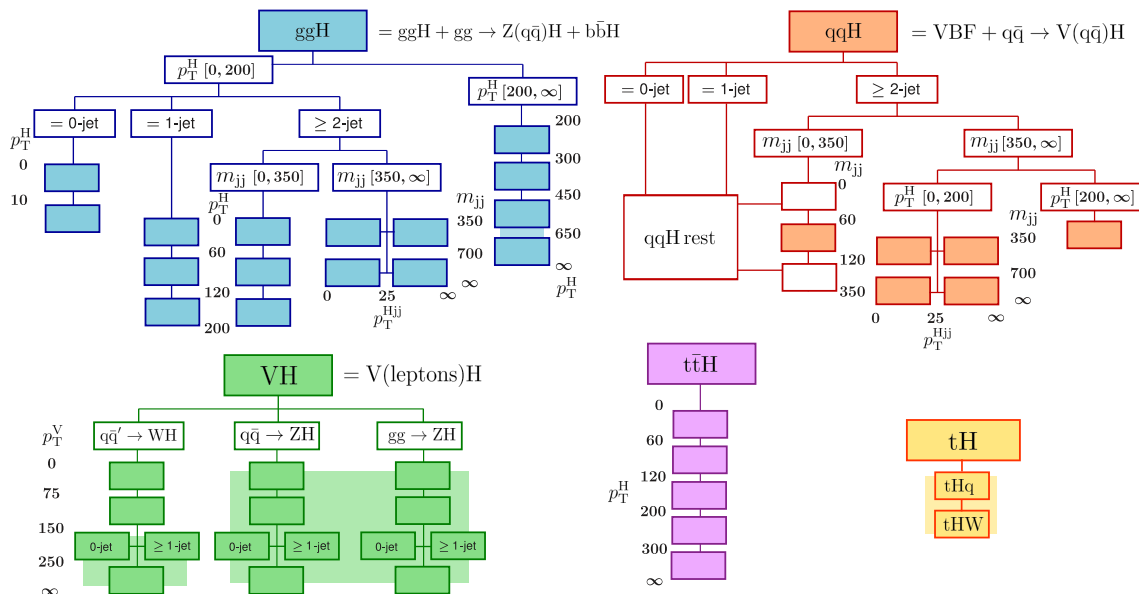 ggH = ggH + gg → Z(qq̄)H + bb̄H
p_T^H [0, 200]
p_T^H [200, ∞]
= 0-jet
= 1-jet
≥ 2-jet
p_T^H
0
10
m_jj [0, 350]
m_jj [350, ∞]
p_T^H
0
60
120
200
m_jj
350
700
∞
0 25 ∞
p_T^Hjj
200
300
450
650
∞
p_T^H
qqH = VBF + qq̄ → V(qq̄)H
= 0-jet
= 1-jet
≥ 2-jet
m_jj [0, 350]
m_jj [350, ∞]
m_jj
0
60
120
350
qqH rest
p_T^H [0, 200]
p_T^H [200, ∞]
m_jj
350
700
∞
0 25 ∞
p_T^Hjj
VH = V(leptons)H
p_T^V
0
75
150
250
∞
qq̄′ → WH
qq̄ → ZH
gg → ZH
0-jet ≥ 1-jet
0-jet ≥ 1-jet
0-jet ≥ 1-jet
tt̄H
p_T^H
0
60
120
200
300
∞
tH
tHq
tHW